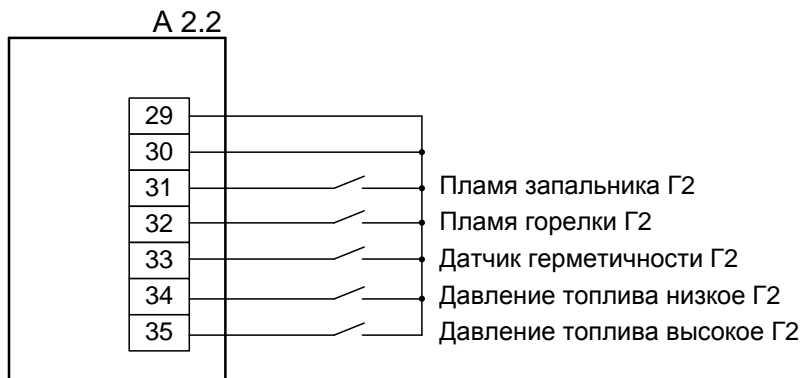 А 2.2
29
30
31 Пламя запальника Г2
32 Пламя горелки Г2
33 Датчик герметичности Г2
34 Давление топлива низкое Г2
35 Давление топлива высокое Г2